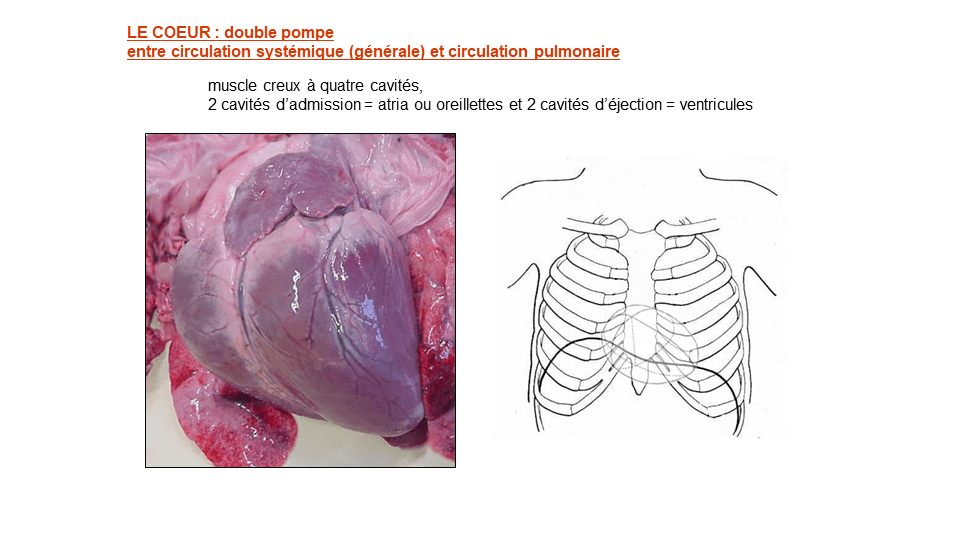 LE COEUR : double pompe
entre circulation systémique (générale) et circulation pulmonaire
muscle creux à quatre cavités,
2 cavités d’admission = atria ou oreillettes et 2 cavités d’éjection = ventricules